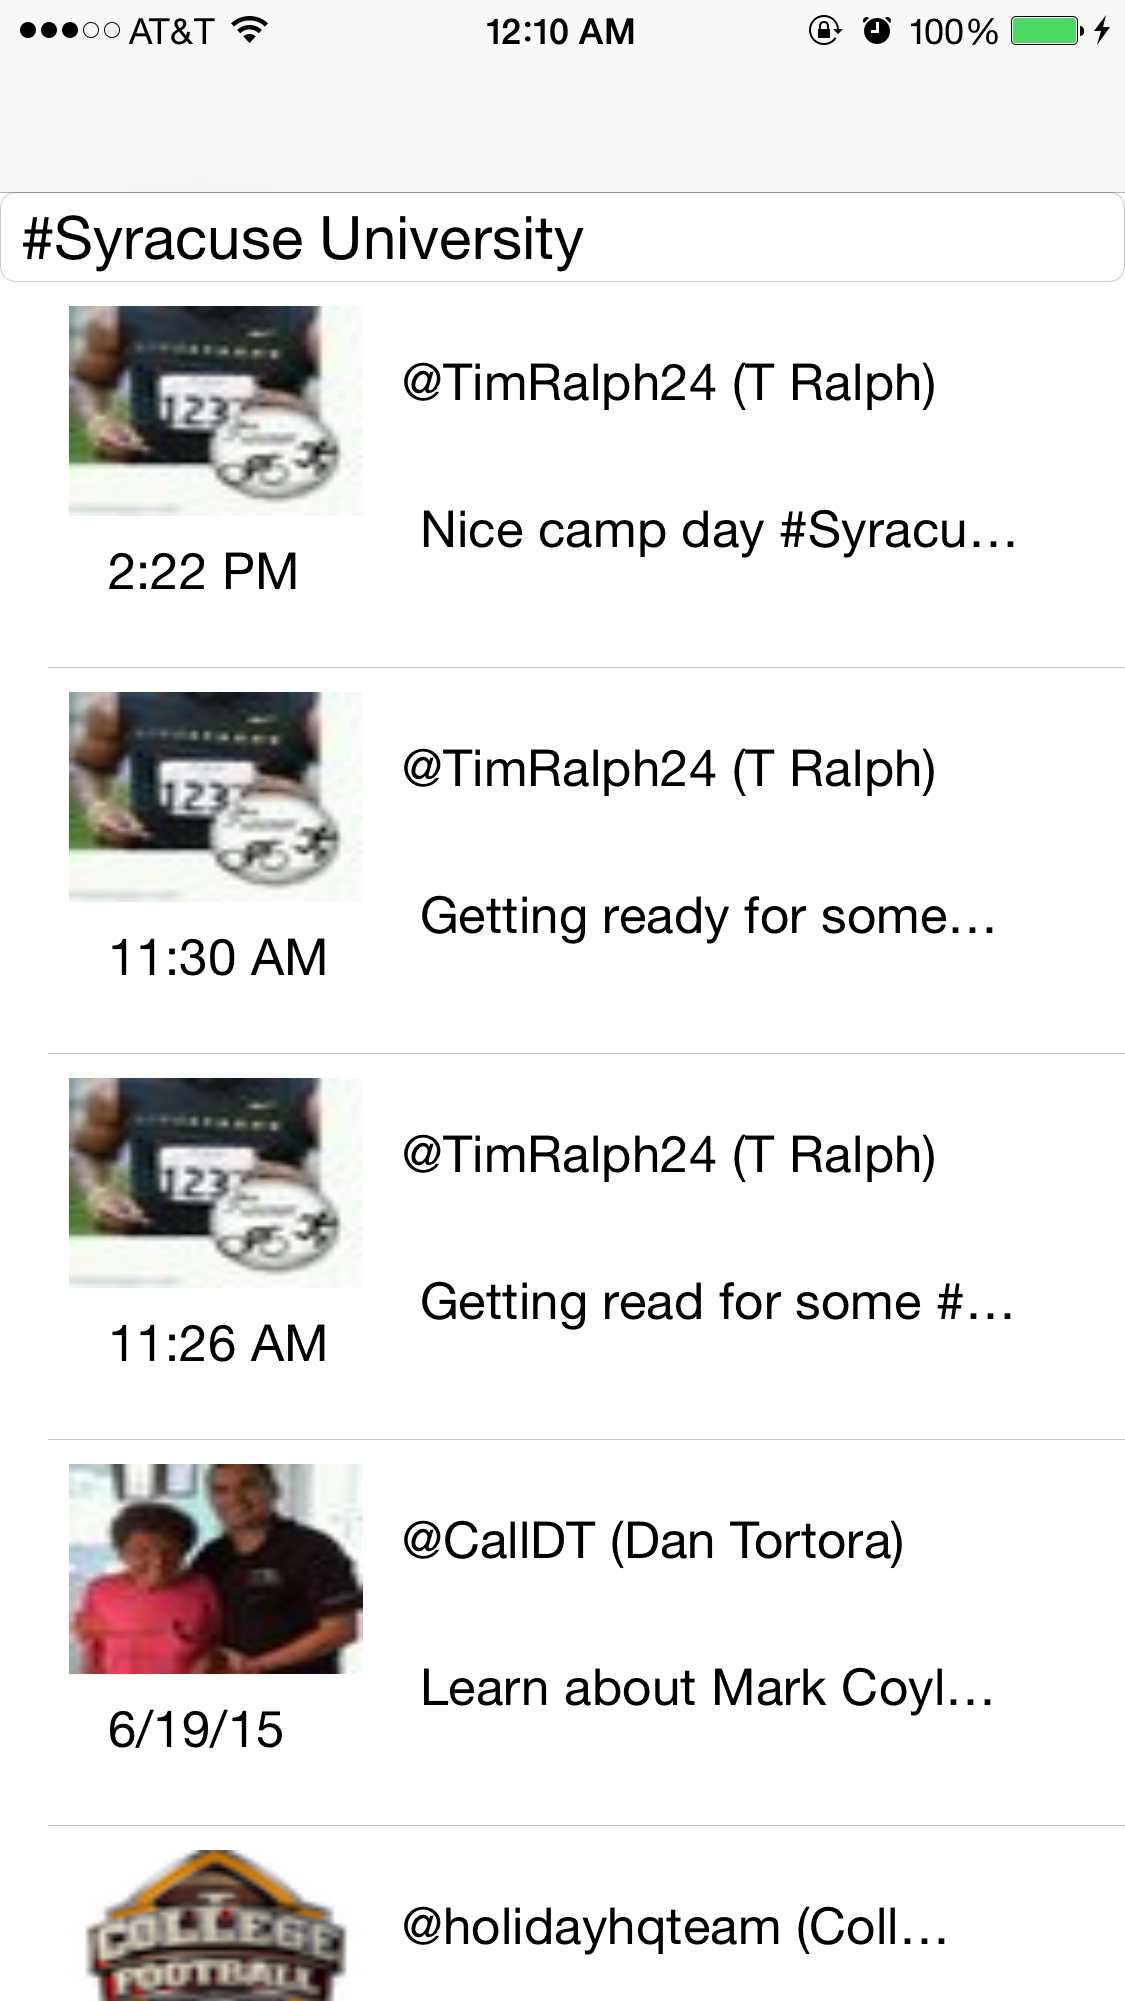 AT&T 12:10 AM 100%
#Syracuse University
@TimRalph24 (T Ralph)
123
Nice camp day #Syracu...
2:22 PM
@TimRalph24 (T Ralph)
123
Getting ready for some...
11:30 AM
@TimRalph24 (T Ralph)
123
Getting read for some #...
11:26 AM
@CallDT (Dan Tortora)
Learn about Mark Coyl...
6/19/15
@holidayhqteam (Coll...
COLLEGE
FOOTBALL